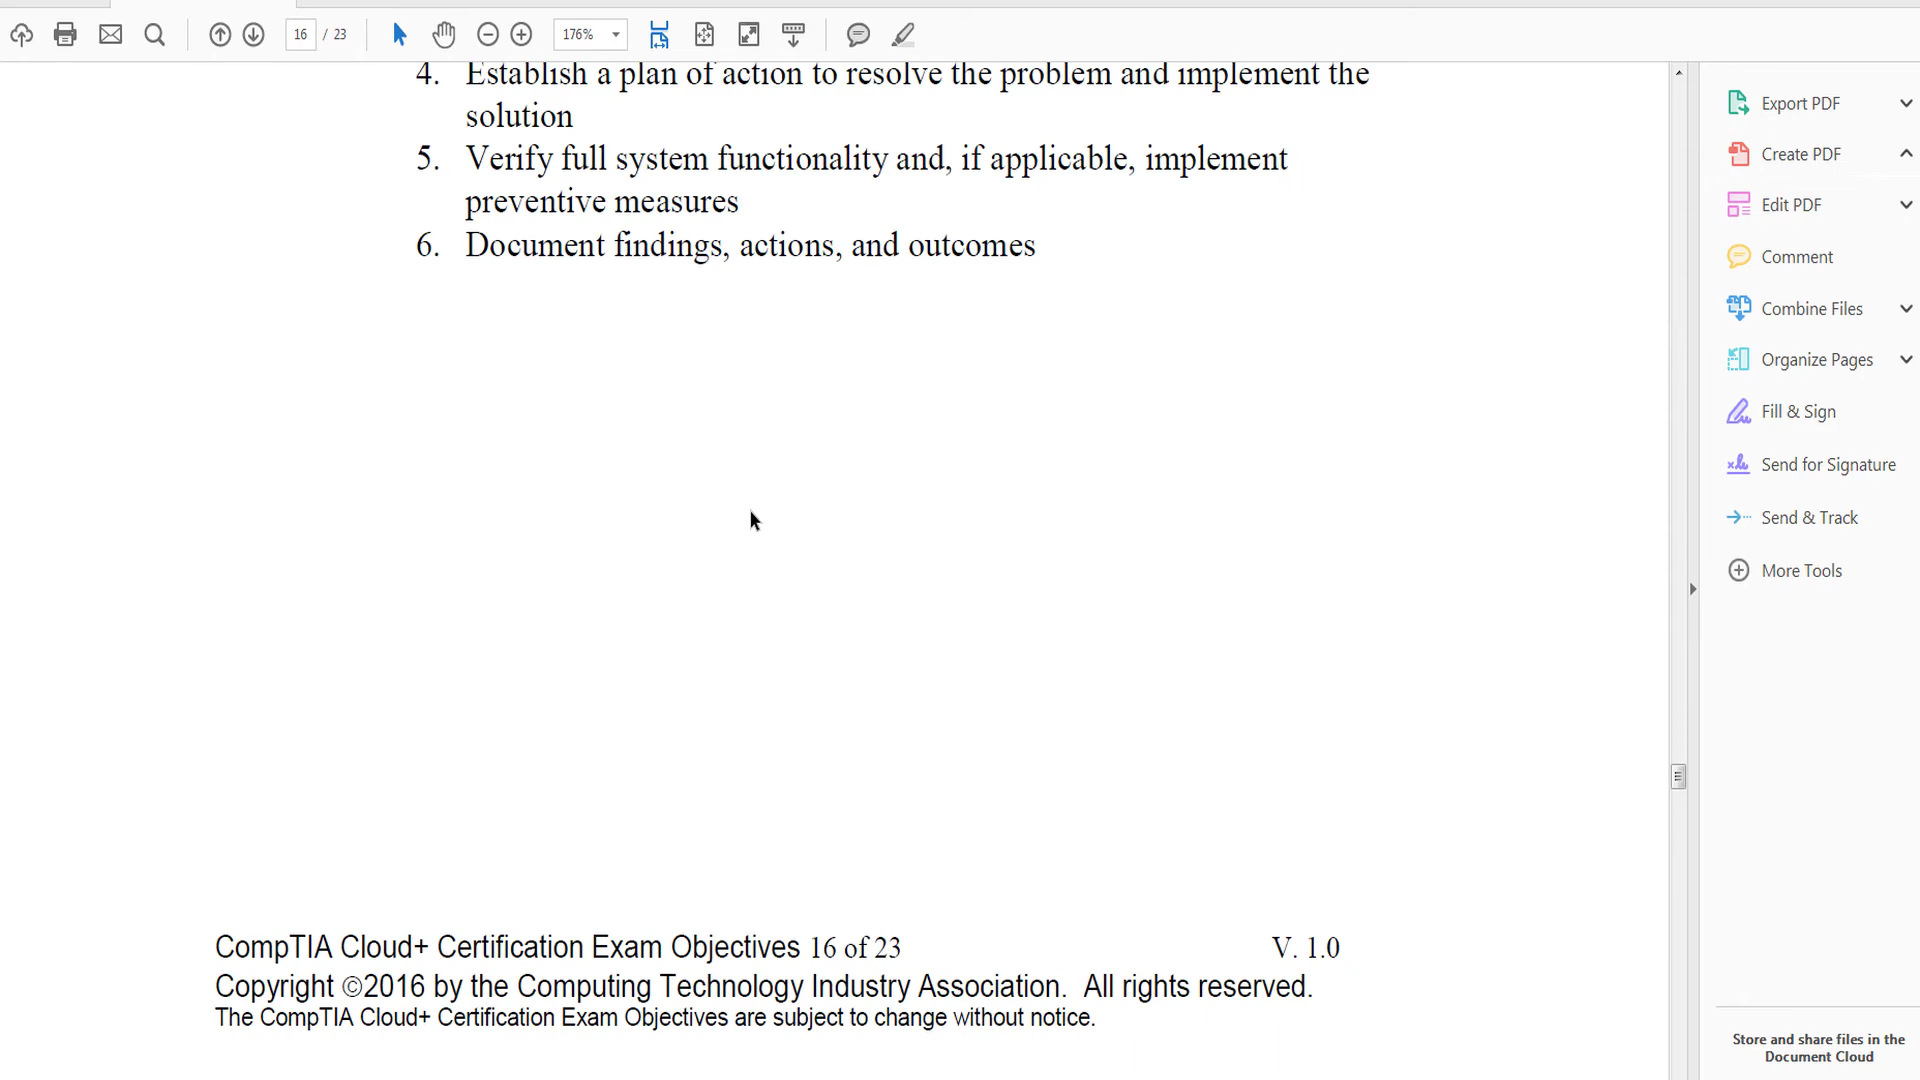 16 / 23
176%
4. Establish a plan of action to resolve the problem and implement the
solution
5. Verify full system functionality and, if applicable, implement
preventive measures
6. Document findings, actions, and outcomes
CompTIA Cloud+ Certification Exam Objectives 16 of 23 V. 1.0
Copyright ©2016 by the Computing Technology Industry Association. All rights reserved.
The CompTIA Cloud+ Certification Exam Objectives are subject to change without notice.
Export PDF
Create PDF
Edit PDF
Comment
Combine Files
Organize Pages
Fill & Sign
Send for Signature
Send & Track
More Tools
Store and share files in the
Document Cloud